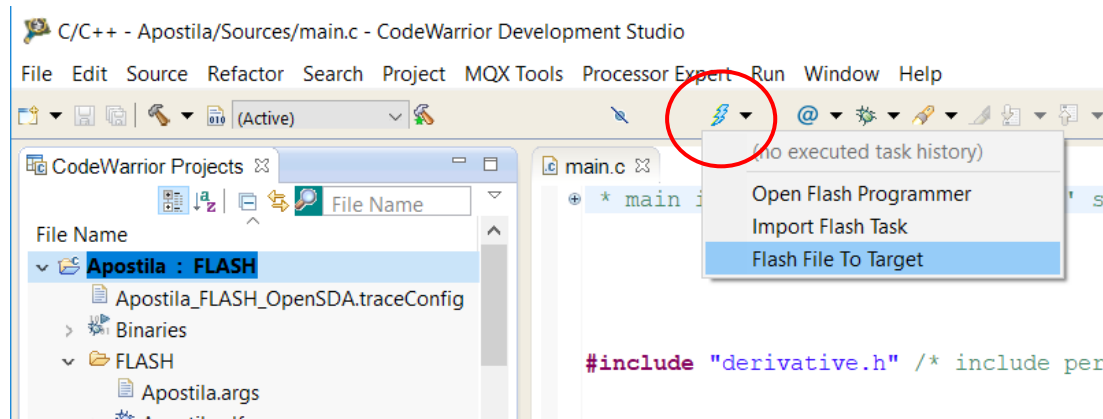 C/C++ - Apostila/Sources/main.c - CodeWarrior Development Studio
File Edit Source Refactor Search Project MQX Tools Processor Expert Run Window Help
010 (Active)
CodeWarrior Projects main.c
(no executed task history)
File Name
* main i ' s
Open Flash Programmer
File Name
Import Flash Task
Apostila : FLASH
Flash File To Target
Apostila_FLASH_OpenSDA.traceConfig
Binaries
FLASH
#include "derivative.h" /* include per
Apostila.args